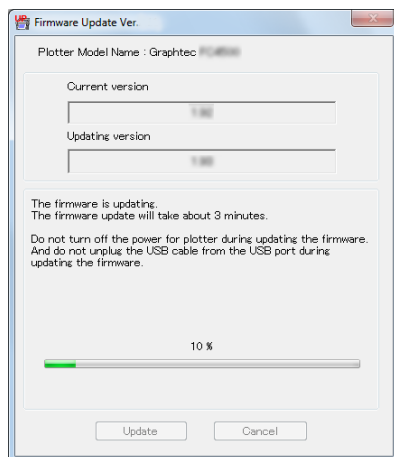 Firmware Update Ver.
Plotter Model Name : Graphtec
Current version
Updating version
The firmware is updating.
The firmware update will take about 3 minutes.
Do not turn off the power for plotter during updating the firmware.
And do not unplug the USB cable from the USB port during
updating the firmware.
10 %
Update
Cancel